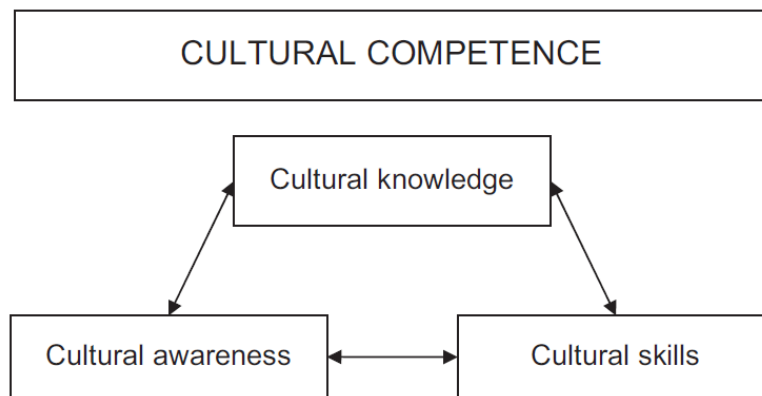 CULTURAL COMPETENCE
Cultural knowledge
Cultural awareness
Cultural skills